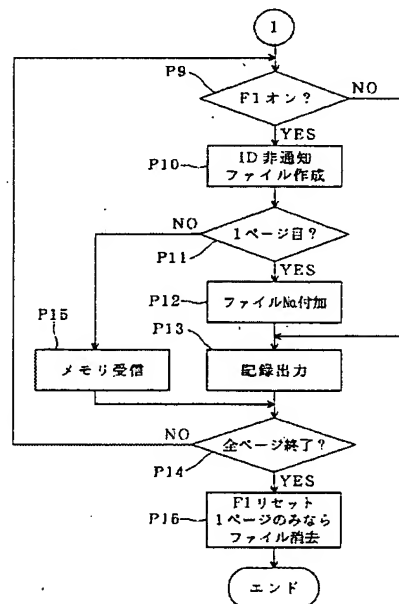 1
P9
F1オン?
NO
YES
P10
ID非通知
ファイル作成
NO
1ページ目?
P11
YES
P12
ファイル№付加
P15
P13
メモリ受信
記録出力
NO
全ページ終了?
P14
YES
P16
F1リセット
1ページのみなら
ファイル消去
エンド